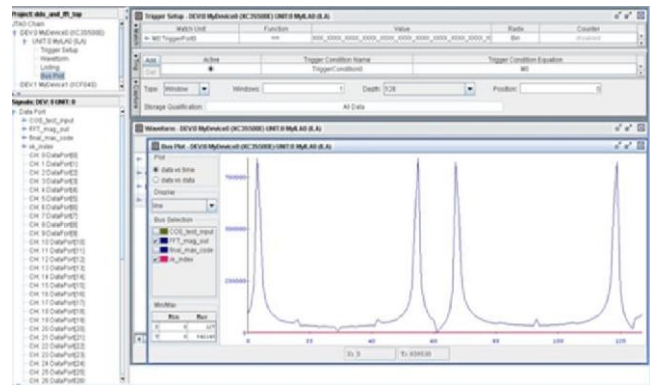 Project: dds_and_fft_top
JTAG Chain
DEV:0 MyDevice0 (XC3S500E)
UNIT:0 MyILA0 (ILA)
Trigger Setup
Waveform
Listing
Bus Plot
DEV:1 MyDevice1 (XCF04S)
Signals: DEV: 0 UNIT: 0
Data Port
COS_test_input
FFT_mag_out
final_max_code
xk_index
CH: 0 DataPort[0]
CH: 1 DataPort[1]
CH: 2 DataPort[2]
CH: 3 DataPort[3]
CH: 4 DataPort[4]
CH: 5 DataPort[5]
CH: 6 DataPort[6]
CH: 7 DataPort[7]
CH: 8 DataPort[8]
CH: 9 DataPort[9]
CH: 10 DataPort[10]
CH: 11 DataPort[11]
CH: 12 DataPort[12]
CH: 13 DataPort[13]
CH: 14 DataPort[14]
CH: 15 DataPort[15]
CH: 16 DataPort[16]
CH: 17 DataPort[17]
CH: 18 DataPort[18]
CH: 19 DataPort[19]
CH: 20 DataPort[20]
CH: 21 DataPort[21]
CH: 22 DataPort[22]
CH: 23 DataPort[23]
CH: 24 DataPort[24]
CH: 25 DataPort[25]
CH: 26 DataPort[26]
Trigger Setup - DEV:0 MyDevice0 (XC3S500E) UNIT:0 MyILA0 (ILA)
Match Unit Function Value Radix Counter
M0:TriggerPort0 == Bin disabled
Add Active Trigger Condition Name Trigger Condition Equation
Del TriggerCondition0 M0
Type: Window Windows: 1 Depth: 128 Position: 0
Storage Qualification: All Data
Waveform - DEV:0 MyDevice0 (XC3S500E) UNIT:0 MyILA0 (ILA)
Bus Plot - DEV:0 MyDevice0 (XC3S500E) UNIT:0 MyILA0 (ILA)
Plot
data vs time
data vs data
Display
line
Bus Selection
COS_test_input
FFT_mag_out
final_max_code
xk_index
Min/Max
Min Max
X 0 127
Y 0
750000
500000
250000
0 20 40 60 80 100 120
X: 3